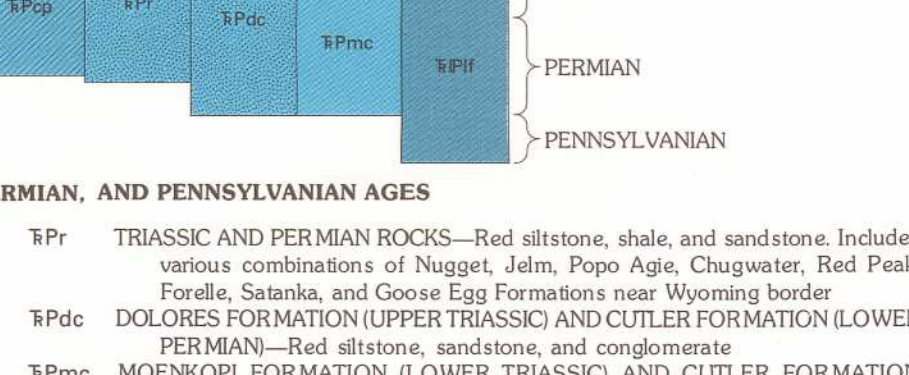 TRPcp
TRPr
TRPdc
TRPmc
TRIPlf
PERMIAN
PENNSYLVANIAN
RMIAN, AND PENNSYLVANIAN AGES
TRPr TRIASSIC AND PERMIAN ROCKS—Red siltstone, shale, and sandstone. Include
various combinations of Nugget, Jelm, Popo Agie, Chugwater, Red Peak
Forelle, Satanka, and Goose Egg Formations near Wyoming border
TRPdc DOLORES FORMATION (UPPER TRIASSIC) AND CUTLER FORMATION (LOWER
PERMIAN)—Red siltstone, sandstone, and conglomerate
TRPmc MOENKOPI FORMATION (LOWER TRIASSIC) AND CUTLER FORMATION